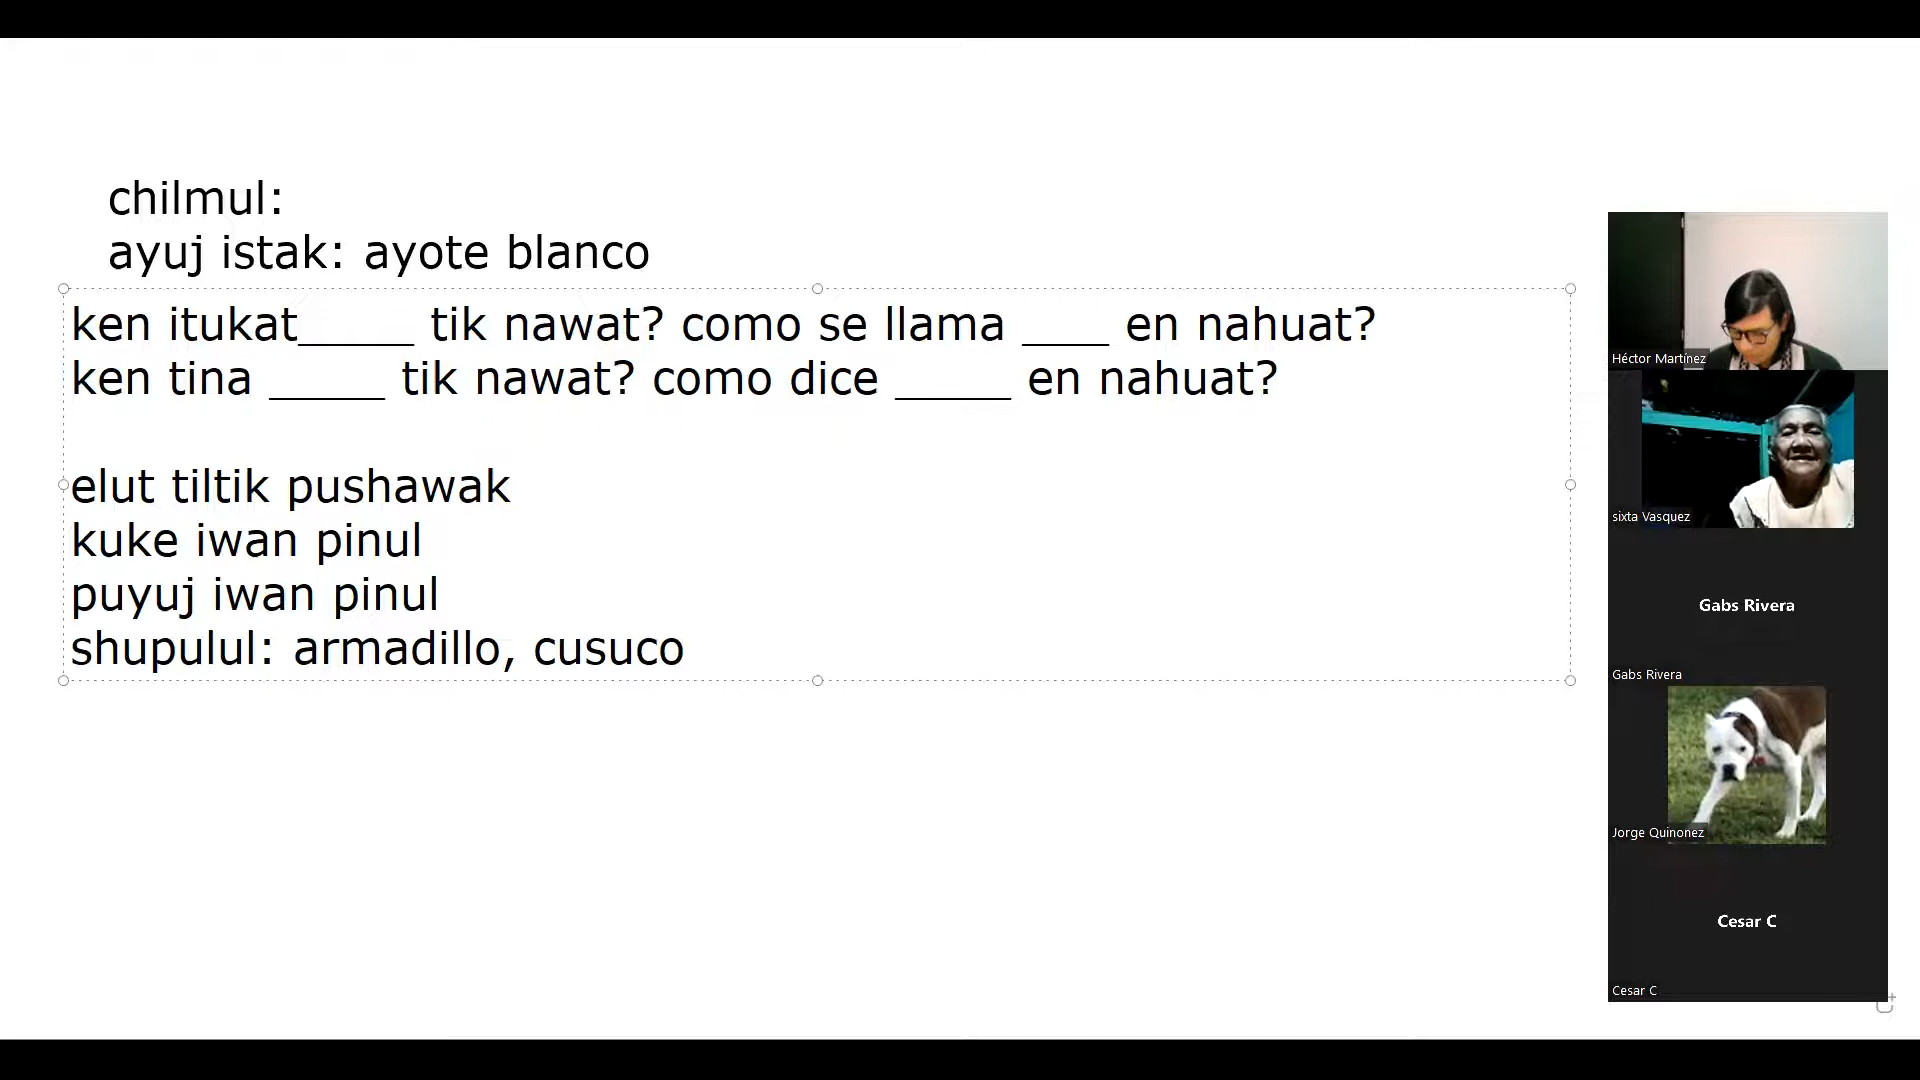 chilmul:
ayuj istak: ayote blanco
ken itukat_____ tik nawat? como se llama ____ en nahuat?
ken tina _____ tik nawat? como dice _____ en nahuat?
elut tiltik pushawak
kuke iwan pinul
puyuj iwan pinul
shupulul: armadillo, cusuco
Héctor Martínez
sixta Vasquez
Gabs Rivera
Gabs Rivera
Jorge Quinonez
Cesar C
Cesar C